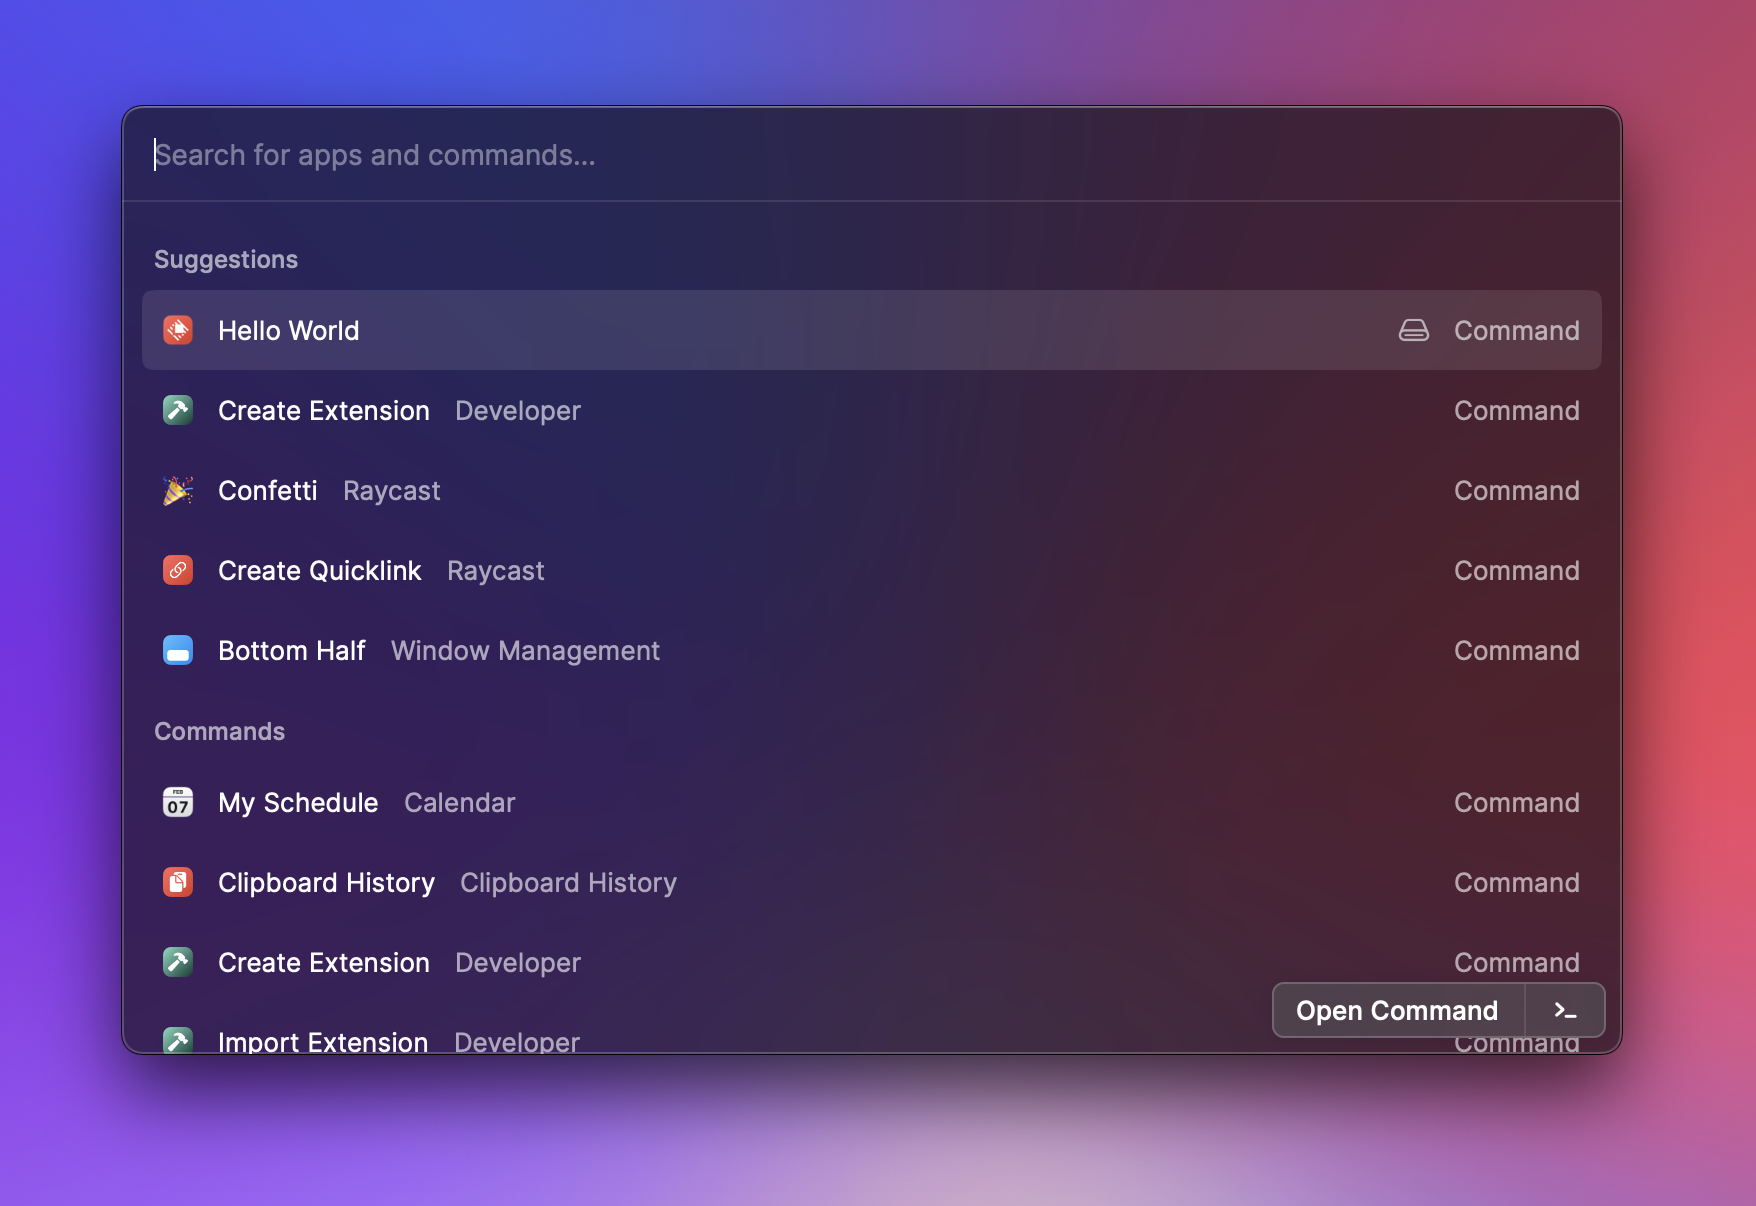 Search for apps and commands...
Suggestions
Hello World Command
Create Extension Developer Command
Confetti Raycast Command
Create Quicklink Raycast Command
Bottom Half Window Management Command
Commands
FEB
07 My Schedule Calendar Command
Clipboard History Clipboard History Command
Create Extension Developer Command
Open Command
Import Extension Developer Command